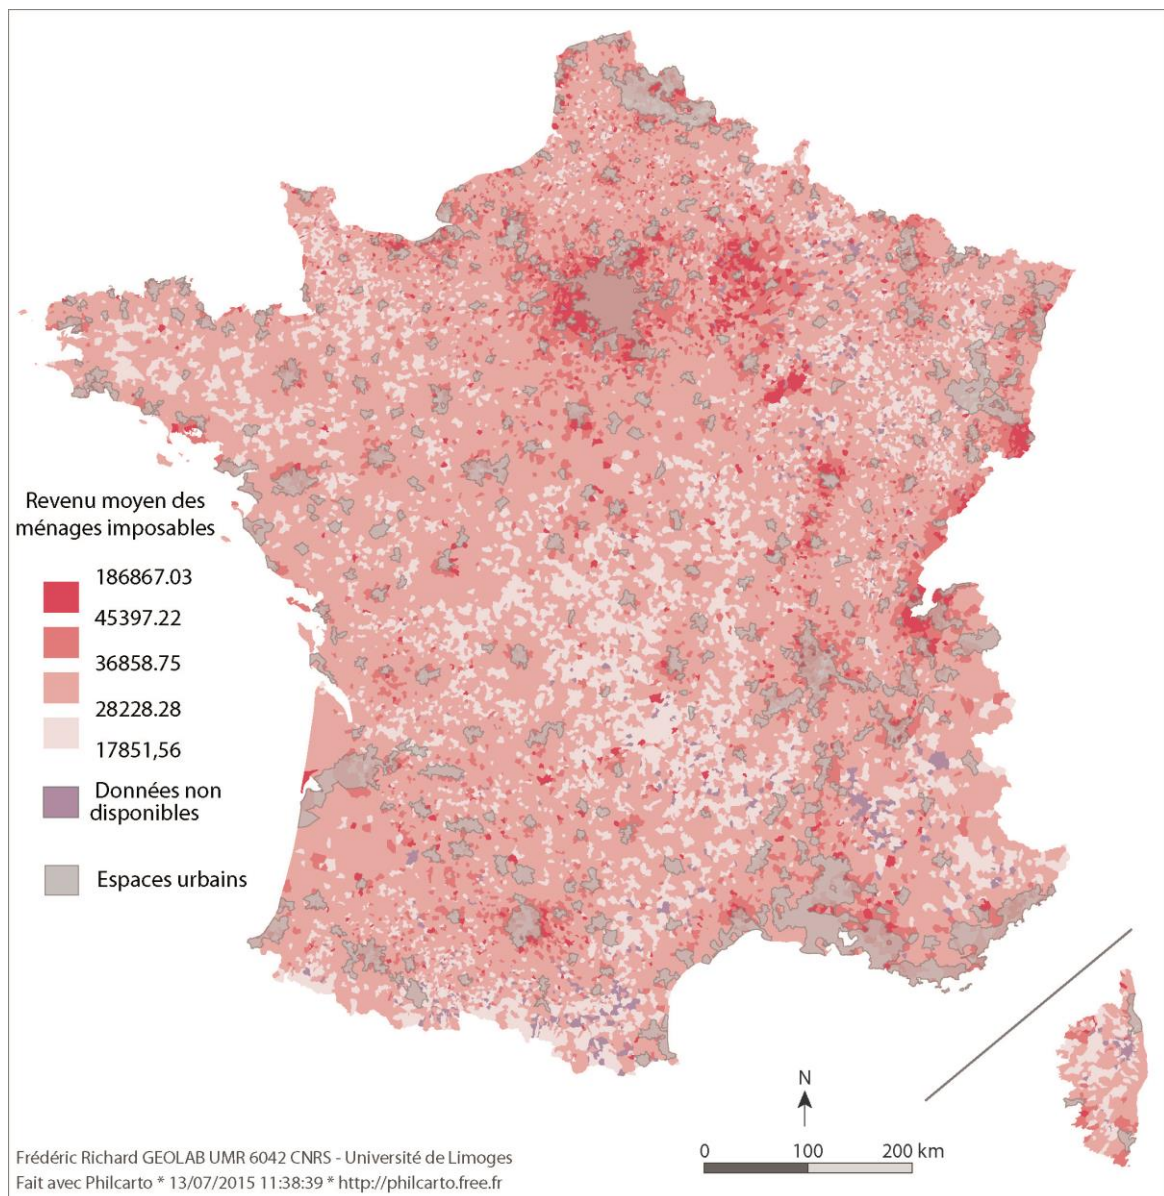 Revenu moyen des
ménages imposables
186867.03
45397.22
36858.75
28228.28
17851,56
Données non
disponibles
Espaces urbains
N
0 100 200 km
Frédéric Richard GEOLAB UMR 6042 CNRS - Université de Limoges
Fait avec Philcarto * 13/07/2015 11:38:39 * http://philcarto.free.fr